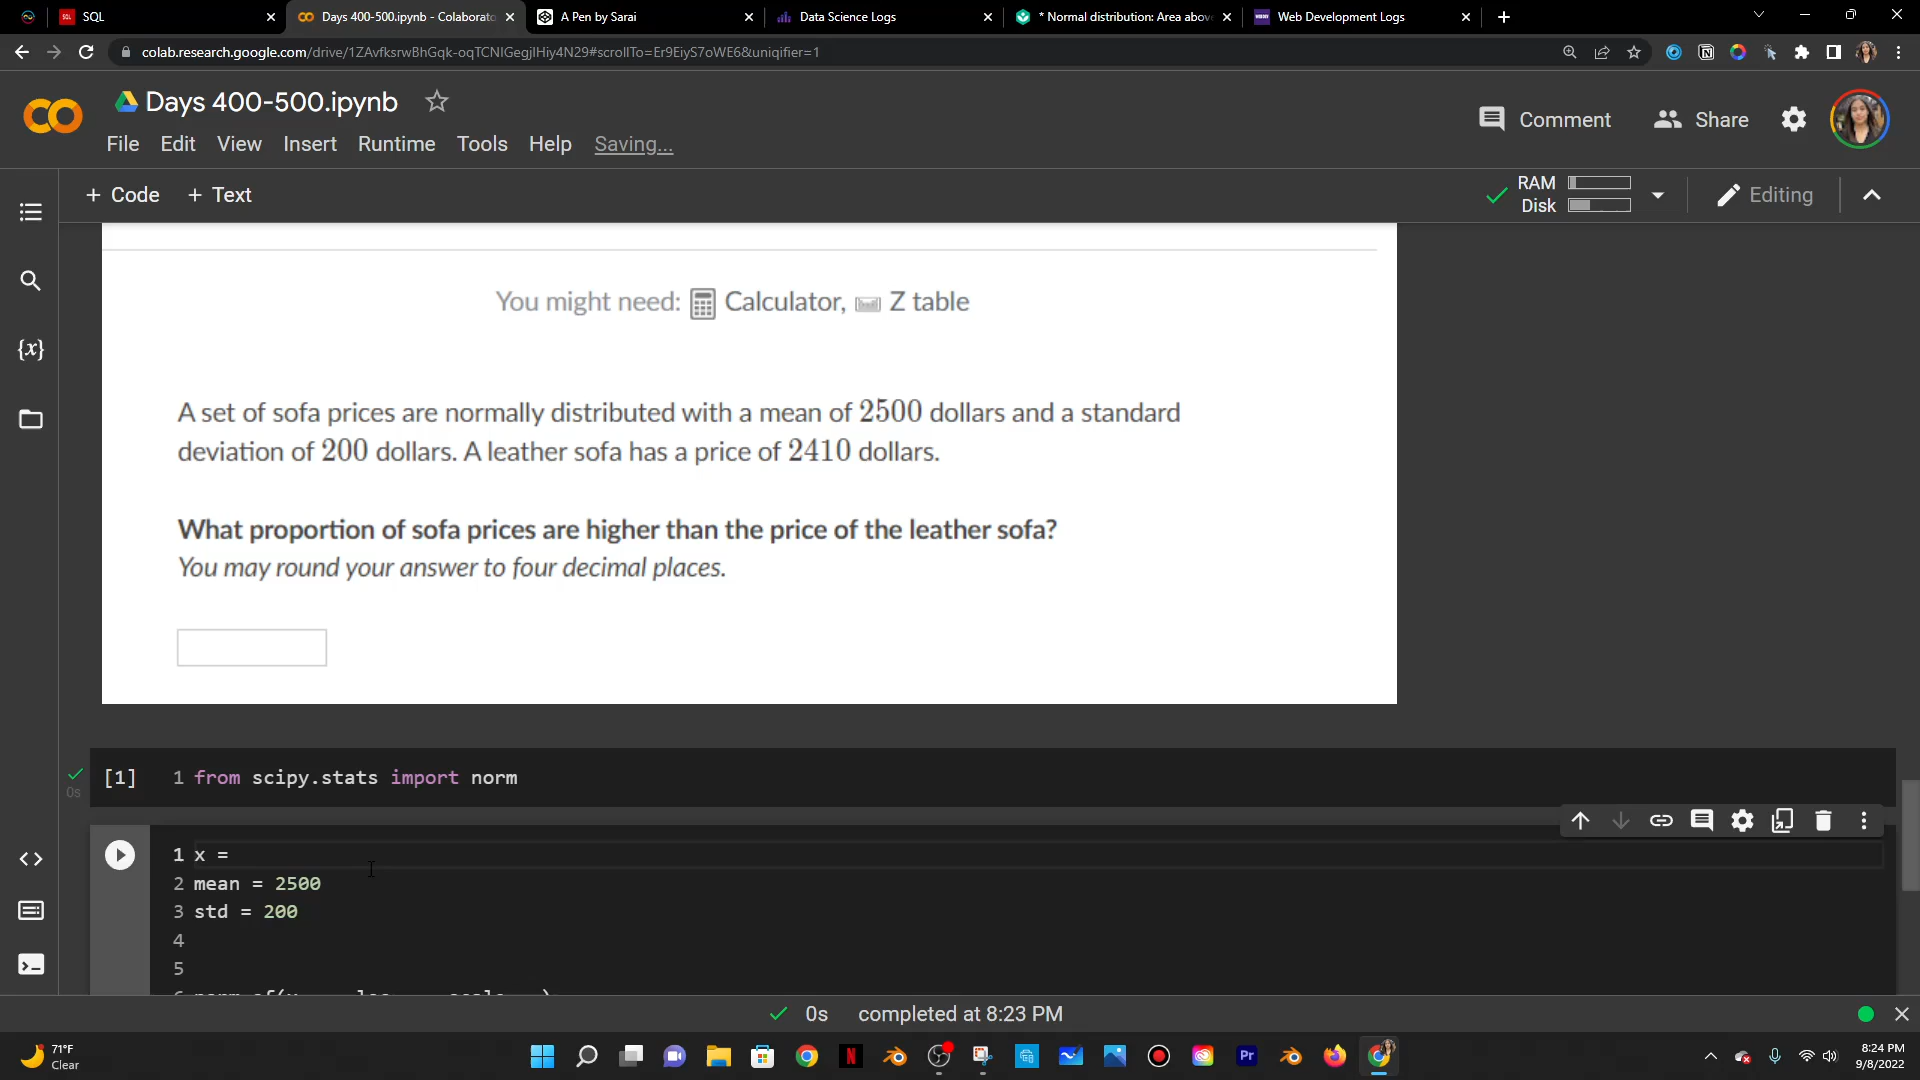 SQL
SQL
Days 400-500.ipynb - Colaborato
A Pen by Sarai
Data Science Logs
* Normal distribution: Area abov
Web Development Logs
colab.research.google.com/drive/1ZAvfksrwBhGqk-oqTCNIGegjlHiy4N29#scrollTo=Er9EiyS7oWE6&uniqifier=1
Days 400-500.ipynb
Comment
Share
File Edit View Insert Runtime Tools Help Saving...
+ Code + Text
RAM
Disk
Editing
You might need: Calculator, Z table
{x}
A set of sofa prices are normally distributed with a mean of 2500 dollars and a standard
deviation of 200 dollars. A leather sofa has a price of 2410 dollars.
What proportion of sofa prices are higher than the price of the leather sofa?
You may round your answer to four decimal places.
0s
[1] 1 from scipy.stats import norm
1 x =
2 mean = 2500
3 std = 200
4
5
0s completed at 8:23 PM
71°F
Clear
N
Pr
8:24 PM
9/8/2022